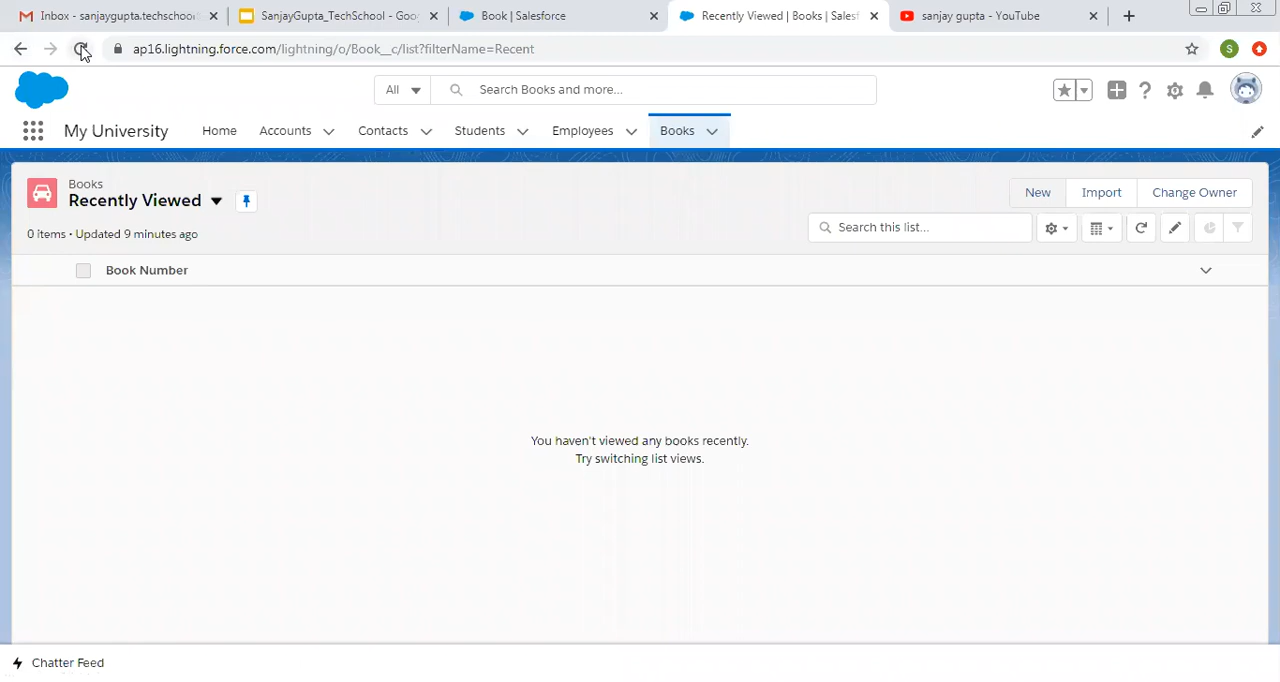 Inbox - sanjaygupta.techschool
SanjayGupta_TechSchool - Goo
Book | Salesforce
Recently Viewed | Books | Salesf
sanjay gupta - YouTube
ap16.lightning.force.com/lightning/o/Book__c/list?filterName=Recent
S
All
Search Books and more...
My University
Home
Accounts
Contacts
Students
Employees
Books
Books
Recently Viewed
New
Import
Change Owner
0 items • Updated 9 minutes ago
Search this list...
Book Number
You haven't viewed any books recently.
Try switching list views.
Chatter Feed